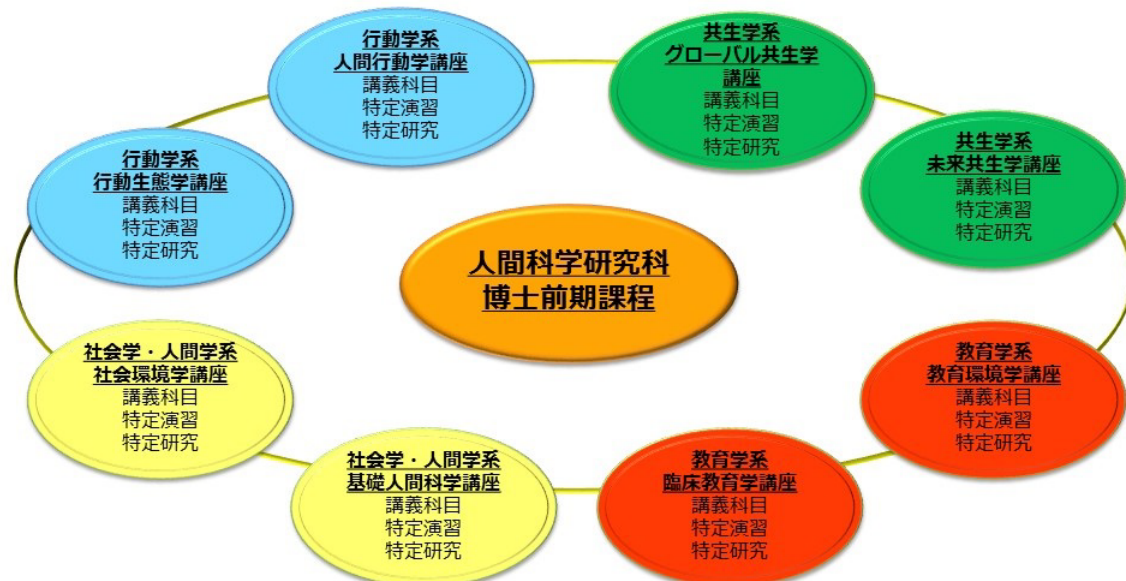 行動学系
人間行動学講座
講義科目
特定演習
特定研究
共生学系
グローバル共生学
講座
講義科目
特定演習
特定研究
行動学系
行動生態学講座
講義科目
特定演習
特定研究
共生学系
未来共生学講座
講義科目
特定演習
特定研究
人間科学研究科
博士前期課程
社会学・人間学系
社会環境学講座
講義科目
特定演習
特定研究
教育学系
教育環境学講座
講義科目
特定演習
特定研究
社会学・人間学系
基礎人間科学講座
講義科目
特定演習
特定研究
教育学系
臨床教育学講座
講義科目
特定演習
特定研究